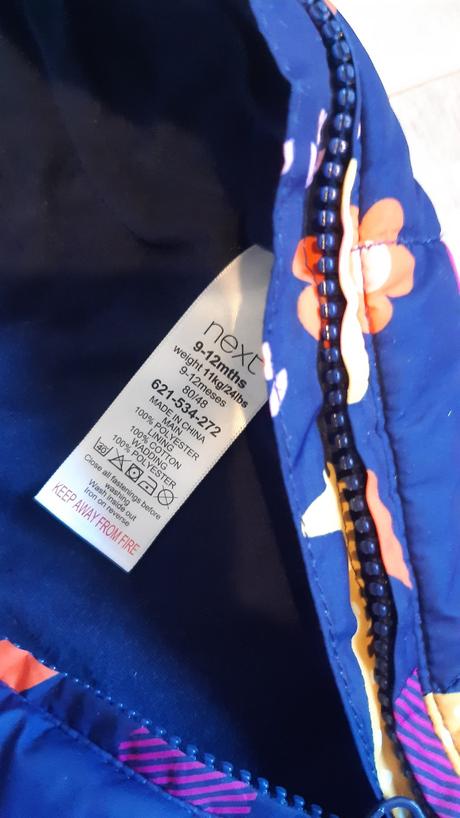 next
9-12mths
weight 11kg/24lbs
9-12meses
80/48
621-534-272
MADE IN CHINA
MAIN
100% POLYESTER
LINING
100% COTTON
WADDING
100% POLYESTER
40
Close all fastenings before
washing
Wash inside out
Iron on reverse
KEEP AWAY FROM FIRE